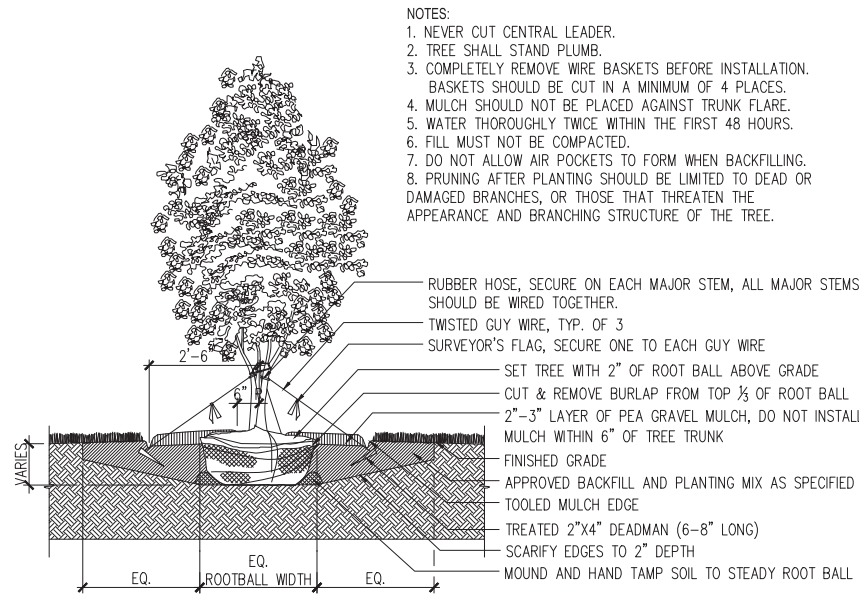 NOTES:
1. NEVER CUT CENTRAL LEADER.
2. TREE SHALL STAND PLUMB.
3. COMPLETELY REMOVE WIRE BASKETS BEFORE INSTALLATION.
BASKETS SHOULD BE CUT IN A MINIMUM OF 4 PLACES.
4. MULCH SHOULD NOT BE PLACED AGAINST TRUNK FLARE.
5. WATER THOROUGHLY TWICE WITHIN THE FIRST 48 HOURS.
6. FILL MUST NOT BE COMPACTED.
7. DO NOT ALLOW AIR POCKETS TO FORM WHEN BACKFILLING.
8. PRUNING AFTER PLANTING SHOULD BE LIMITED TO DEAD OR
DAMAGED BRANCHES, OR THOSE THAT THREATEN THE
APPEARANCE AND BRANCHING STRUCTURE OF THE TREE.
RUBBER HOSE, SECURE ON EACH MAJOR STEM, ALL MAJOR STEMS
SHOULD BE WIRED TOGETHER.
TWISTED GUY WIRE, TYP. OF 3
SURVEYOR'S FLAG, SECURE ONE TO EACH GUY WIRE
2'-6
SET TREE WITH 2" OF ROOT BALL ABOVE GRADE
6"
CUT & REMOVE BURLAP FROM TOP ⅓ OF ROOT BALL
2"-3" LAYER OF PEA GRAVEL MULCH, DO NOT INSTALL
MULCH WITHIN 6" OF TREE TRUNK
FINISHED GRADE
VARIES
APPROVED BACKFILL AND PLANTING MIX AS SPECIFIED
TOOLED MULCH EDGE
TREATED 2"X4" DEADMAN (6-8" LONG)
SCARIFY EDGES TO 2" DEPTH
MOUND AND HAND TAMP SOIL TO STEADY ROOT BALL
EQ.
EQ.
ROOTBALL WIDTH
EQ.